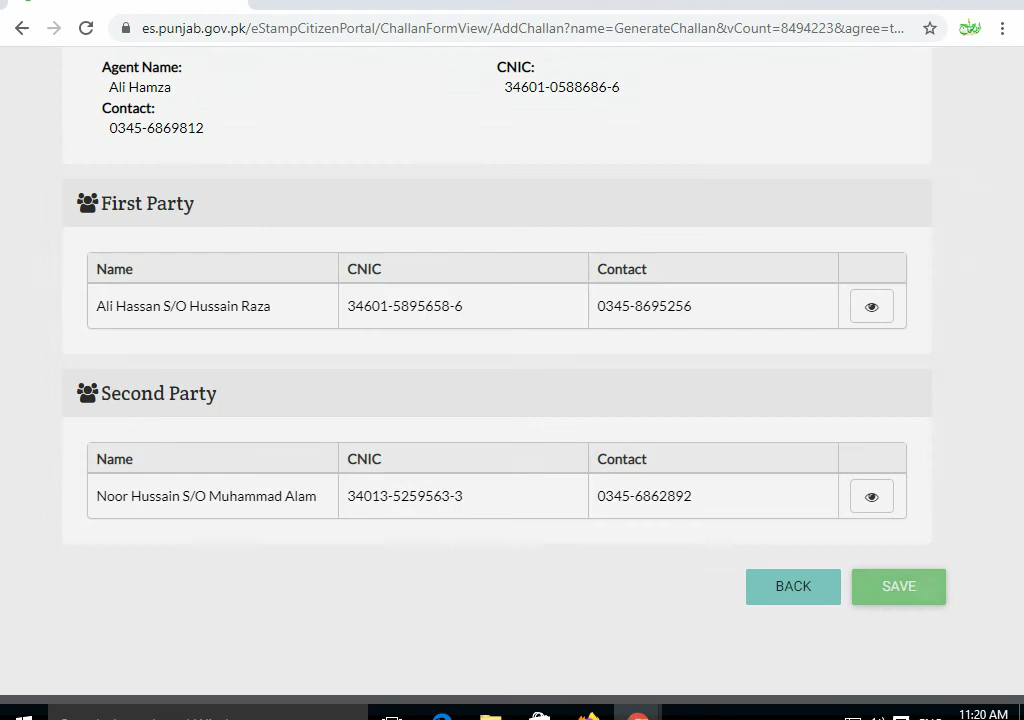 es.punjab.gov.pk/eStampCitizenPortal/ChallanFormView/AddChallan?name=GenerateChallan&vCount=8494223&agree=t...
Agent Name:
CNIC:
Ali Hamza
34601-0588686-6
Contact:
0345-6869812
First Party
Name CNIC Contact
Ali Hassan S/O Hussain Raza 34601-5895658-6 0345-8695256
Second Party
Name CNIC Contact
Noor Hussain S/O Muhammad Alam 34013-5259563-3 0345-6862892
BACK SAVE
11:20 AM